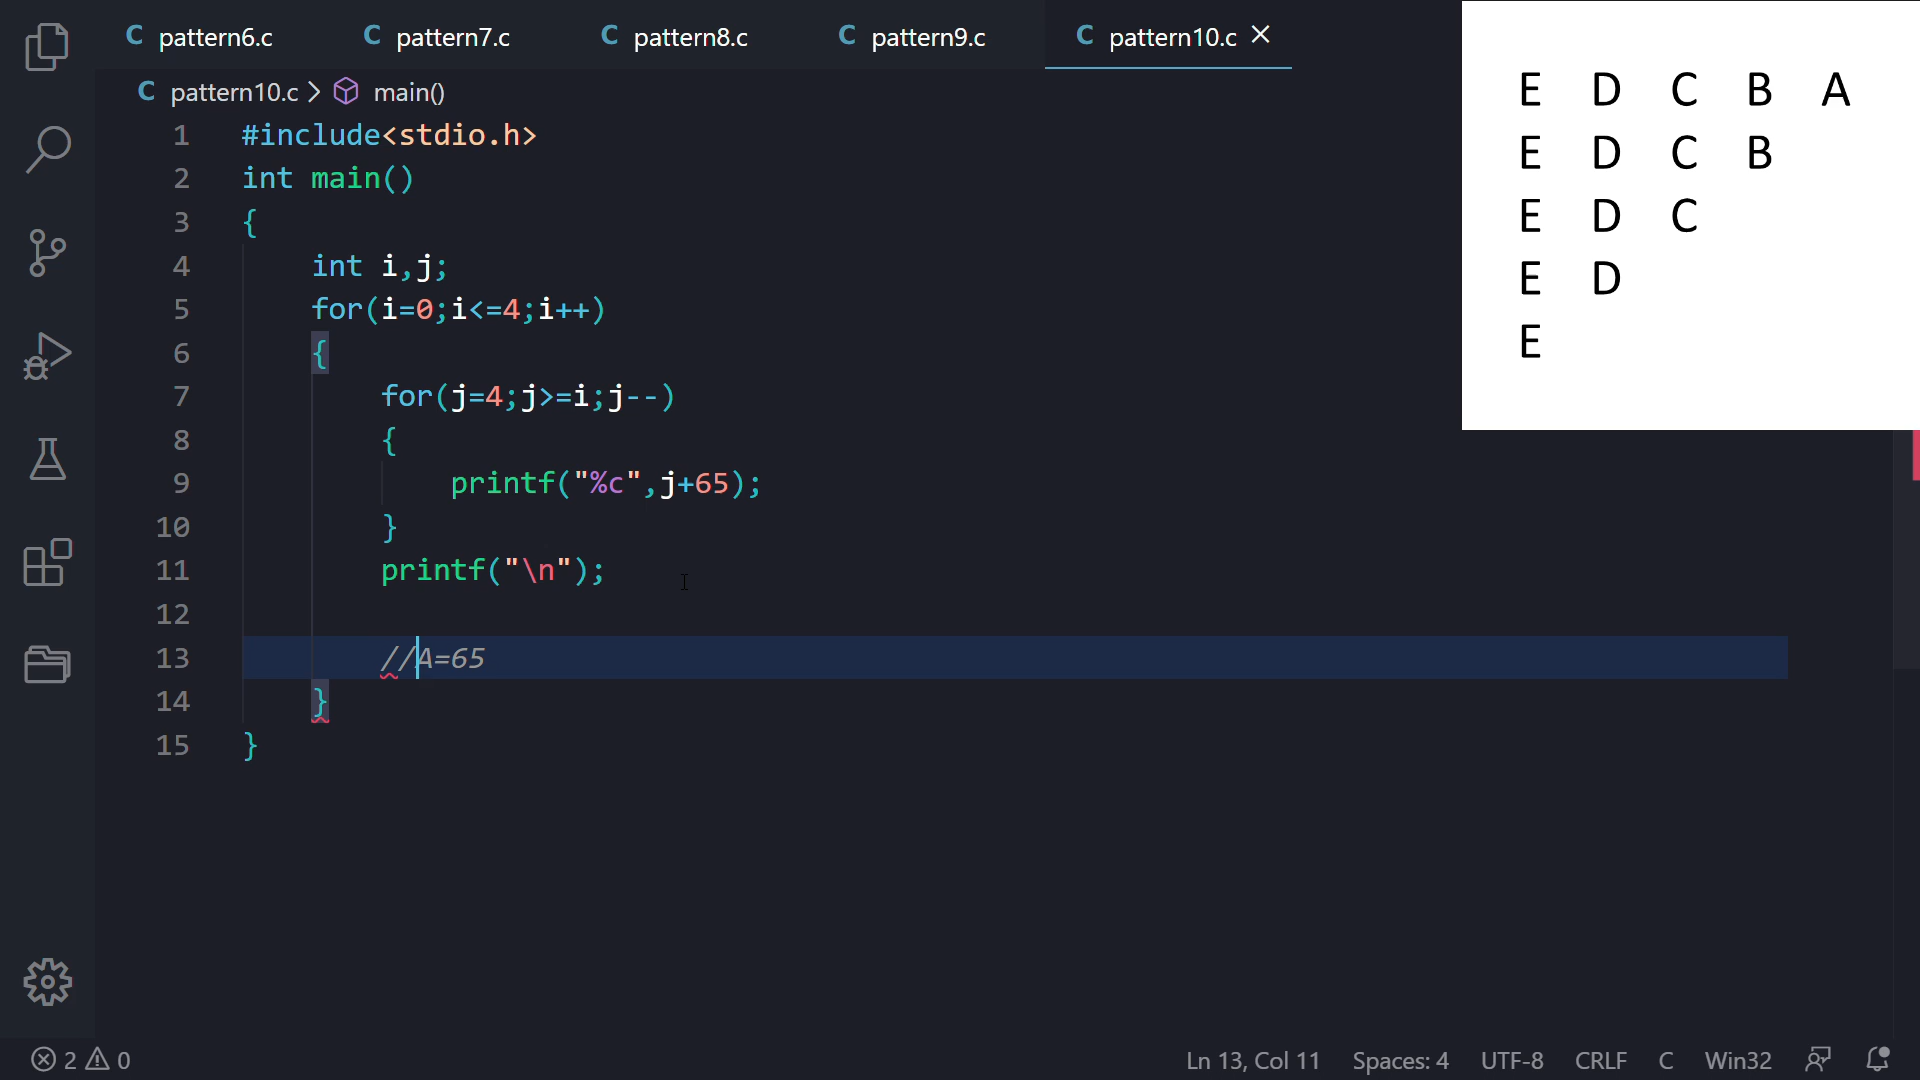 C pattern6.c C pattern7.c C pattern8.c C pattern9.c C pattern10.c
C pattern10.c > main()
1 #include<stdio.h>
2 int main()
3 {
4 int i,j;
5 for(i=0;i<=4;i++)
6 {
7 for(j=4;j>=i;j--)
8 {
9 printf("%c",j+65);
10 }
11 printf("\n");
12
13 //A=65
14 }
15 }
E D C B A
E D C B
E D C
E D
E
2 0 Ln 13, Col 11 Spaces: 4 UTF-8 CRLF C Win32